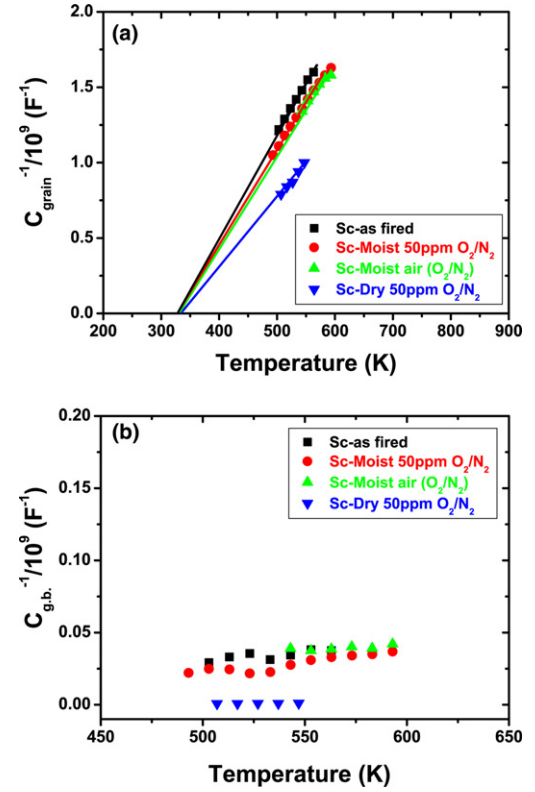 (a)
C_grain^-1/10^9 (F^-1)
2.0
1.5
1.0
0.5
0.0
Sc-as fired
Sc-Moist 50ppm O₂/N₂
Sc-Moist air (O₂/N₂)
Sc-Dry 50ppm O₂/N₂
200 300 400 500 600 700 800 900
Temperature (K)
(b)
C_g.b.^-1/10^9 (F^-1)
0.20
0.15
0.10
0.05
0.00
Sc-as fired
Sc-Moist 50ppm O₂/N₂
Sc-Moist air (O₂/N₂)
Sc-Dry 50ppm O₂/N₂
450 500 550 600 650
Temperature (K)